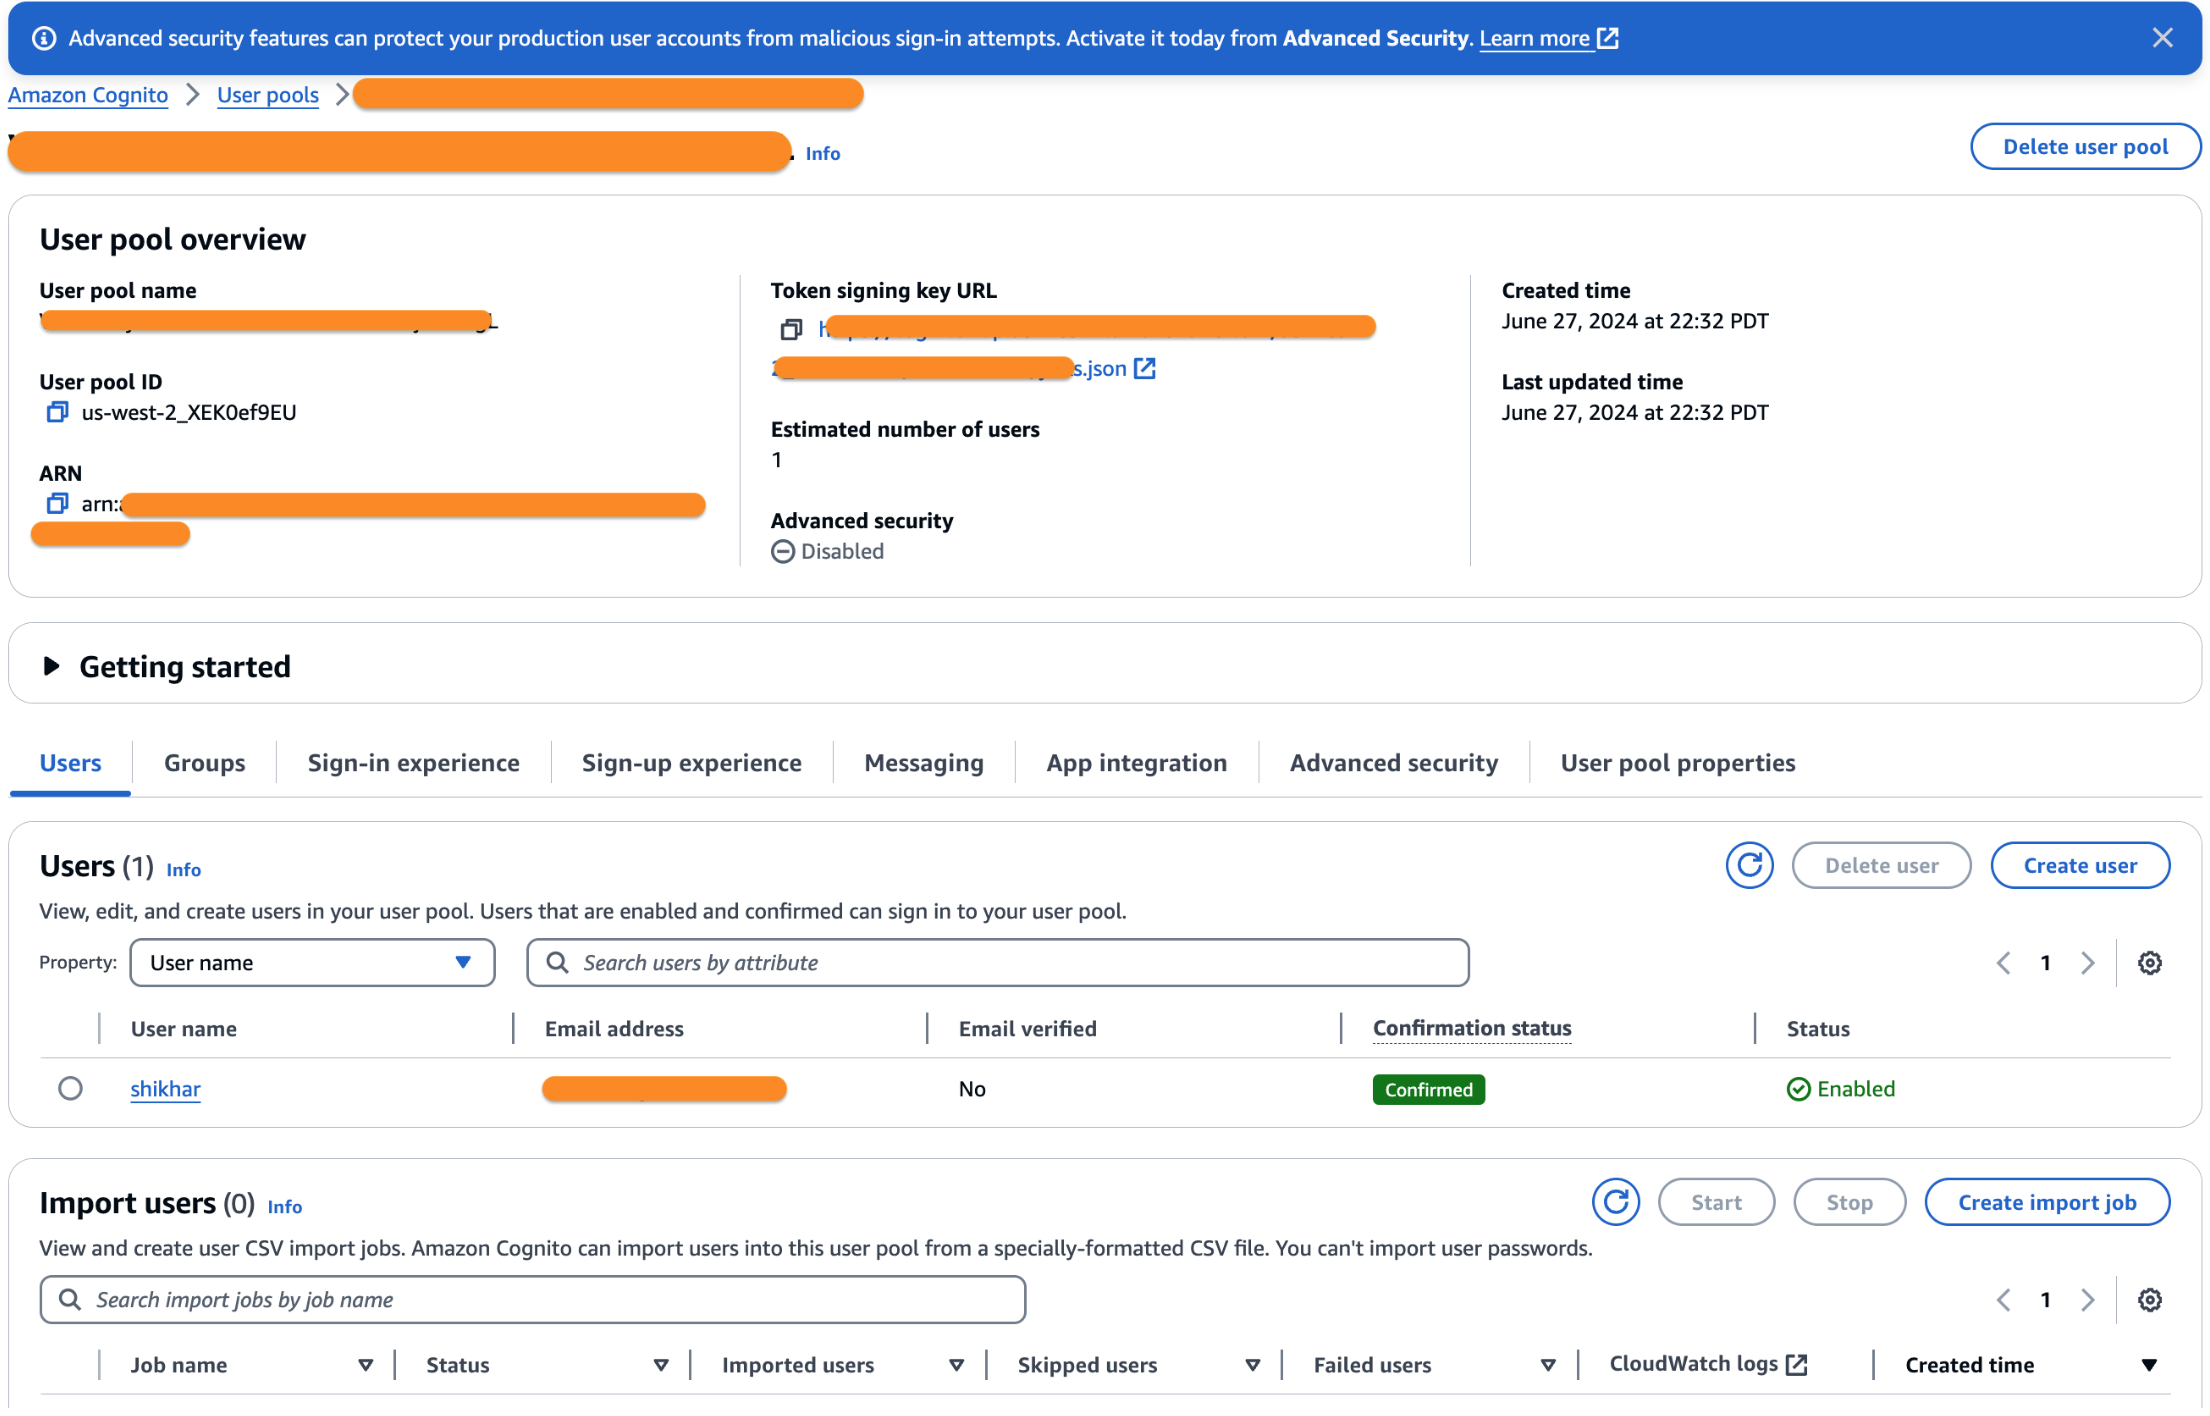 Advanced security features can protect your production user accounts from malicious sign-in attempts. Activate it today from Advanced Security. Learn more
Amazon Cognito > User pools >
Info
Delete user pool
User pool overview
User pool name
User pool ID
us-west-2_XEK0ef9EU
ARN
arn:
Token signing key URL
s.json
Estimated number of users
1
Advanced security
Disabled
Created time
June 27, 2024 at 22:32 PDT
Last updated time
June 27, 2024 at 22:32 PDT
Getting started
Users Groups Sign-in experience Sign-up experience Messaging App integration Advanced security User pool properties
Users (1) Info
Delete user Create user
View, edit, and create users in your user pool. Users that are enabled and confirmed can sign in to your user pool.
Property: User name Search users by attribute 1
User name Email address Email verified Confirmation status Status
shikhar No Confirmed Enabled
Import users (0) Info
Start Stop Create import job
View and create user CSV import jobs. Amazon Cognito can import users into this user pool from a specially-formatted CSV file. You can't import user passwords.
Search import jobs by job name 1
Job name Status Imported users Skipped users Failed users CloudWatch logs Created time